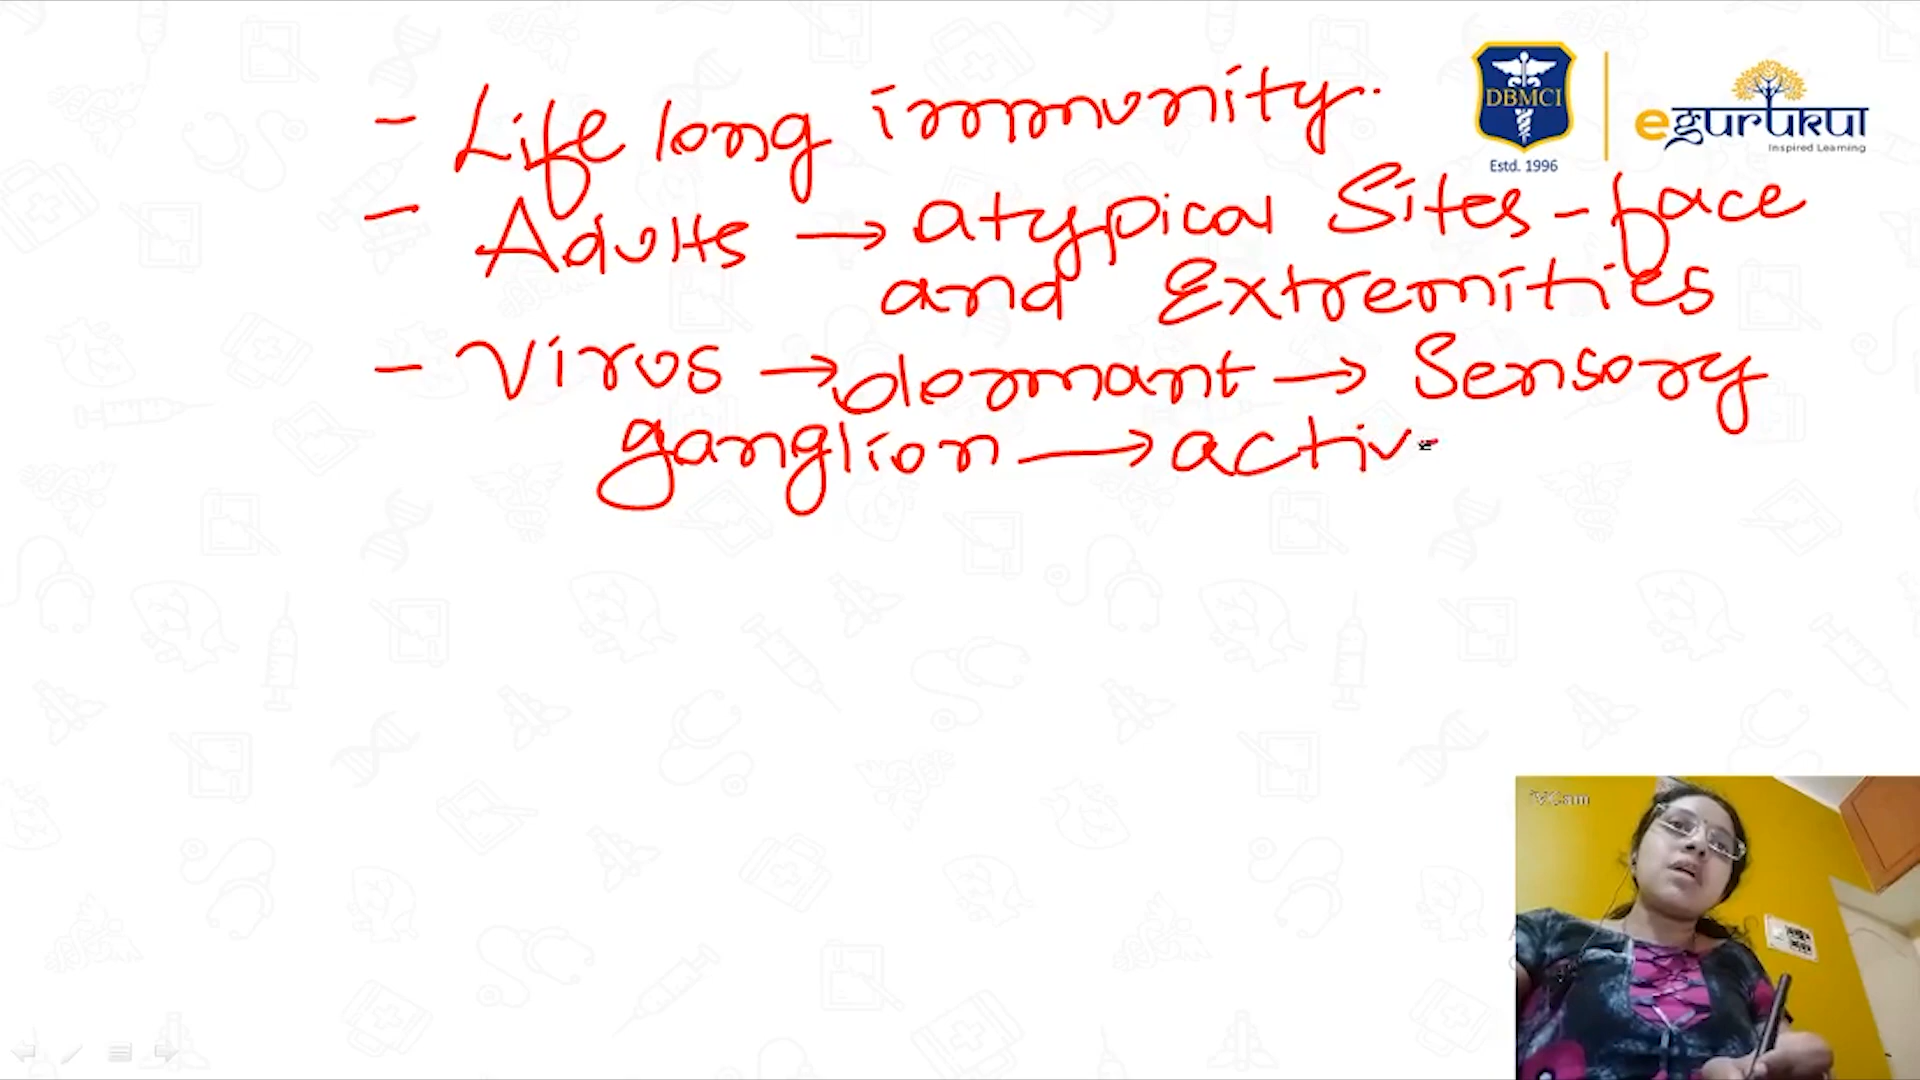 - Life long immunity.
DBMCI
egurukul
Inspired Learning
Estd. 1996
- Adults → atypical Sites - face
and Extremities
- Virus → dormant → Sensory
ganglion → activ
iVCam